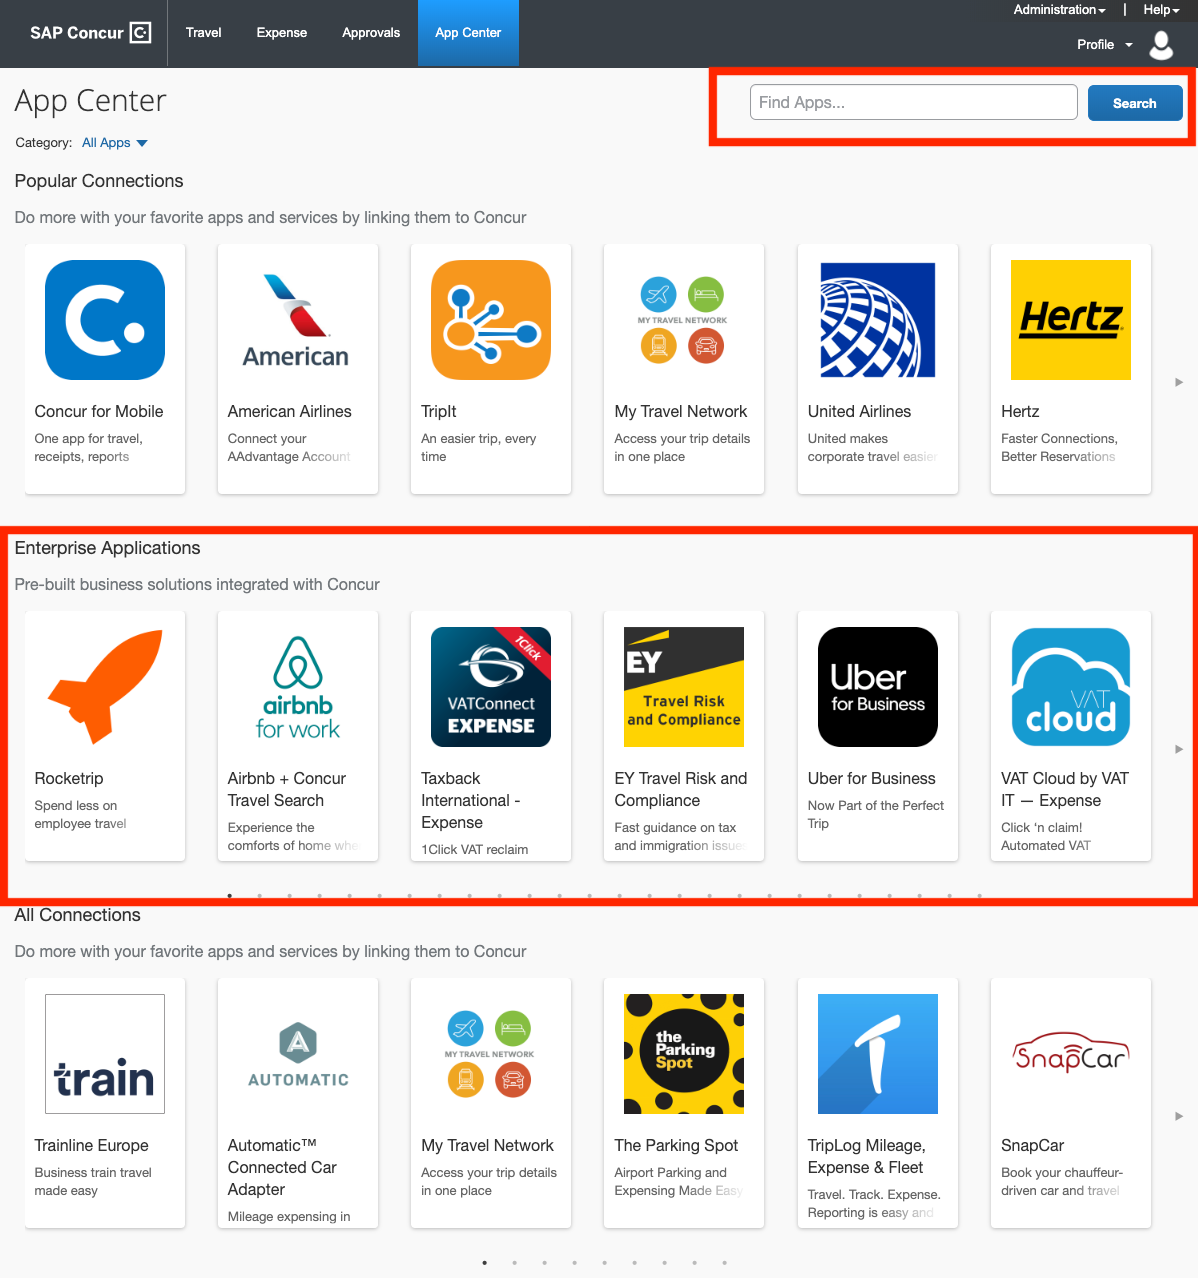 Administration | Help
SAP Concur C Travel Expense Approvals App Center
Profile
App Center
Find Apps... Search
Category: All Apps
Popular Connections
Do more with your favorite apps and services by linking them to Concur
American
MY TRAVEL NETWORK
Hertz
Concur for Mobile
One app for travel,
receipts, reports
American Airlines
Connect your
AAdvantage Account
TripIt
An easier trip, every
time
My Travel Network
Access your trip details
in one place
United Airlines
United makes
corporate travel easier
Hertz
Faster Connections,
Better Reservations
Enterprise Applications
Pre-built business solutions integrated with Concur
airbnb
for work
1Click
VATConnect
EXPENSE
EY
Travel Risk
and Compliance
Uber
for Business
VAT
cloud
Rocketrip
Spend less on
employee travel
Airbnb + Concur
Travel Search
Experience the
comforts of home
Taxback
International -
Expense
1Click VAT reclaim
EY Travel Risk and
Compliance
Fast guidance on tax
and immigration issues
Uber for Business
Now Part of the Perfect
Trip
VAT Cloud by VAT
IT — Expense
Click ‘n claim!
Automated VAT
All Connections
Do more with your favorite apps and services by linking them to Concur
train
A
AUTOMATIC
MY TRAVEL NETWORK
the
Parking
Spot
SnapCar
Trainline Europe
Business train travel
made easy
Automatic™
Connected Car
Adapter
Mileage expensing in
My Travel Network
Access your trip details
in one place
The Parking Spot
Airport Parking and
Expensing Made Easy
TripLog Mileage,
Expense & Fleet
Travel. Track. Expense.
Reporting is easy and
SnapCar
Book your chauffeur-
driven car and travel